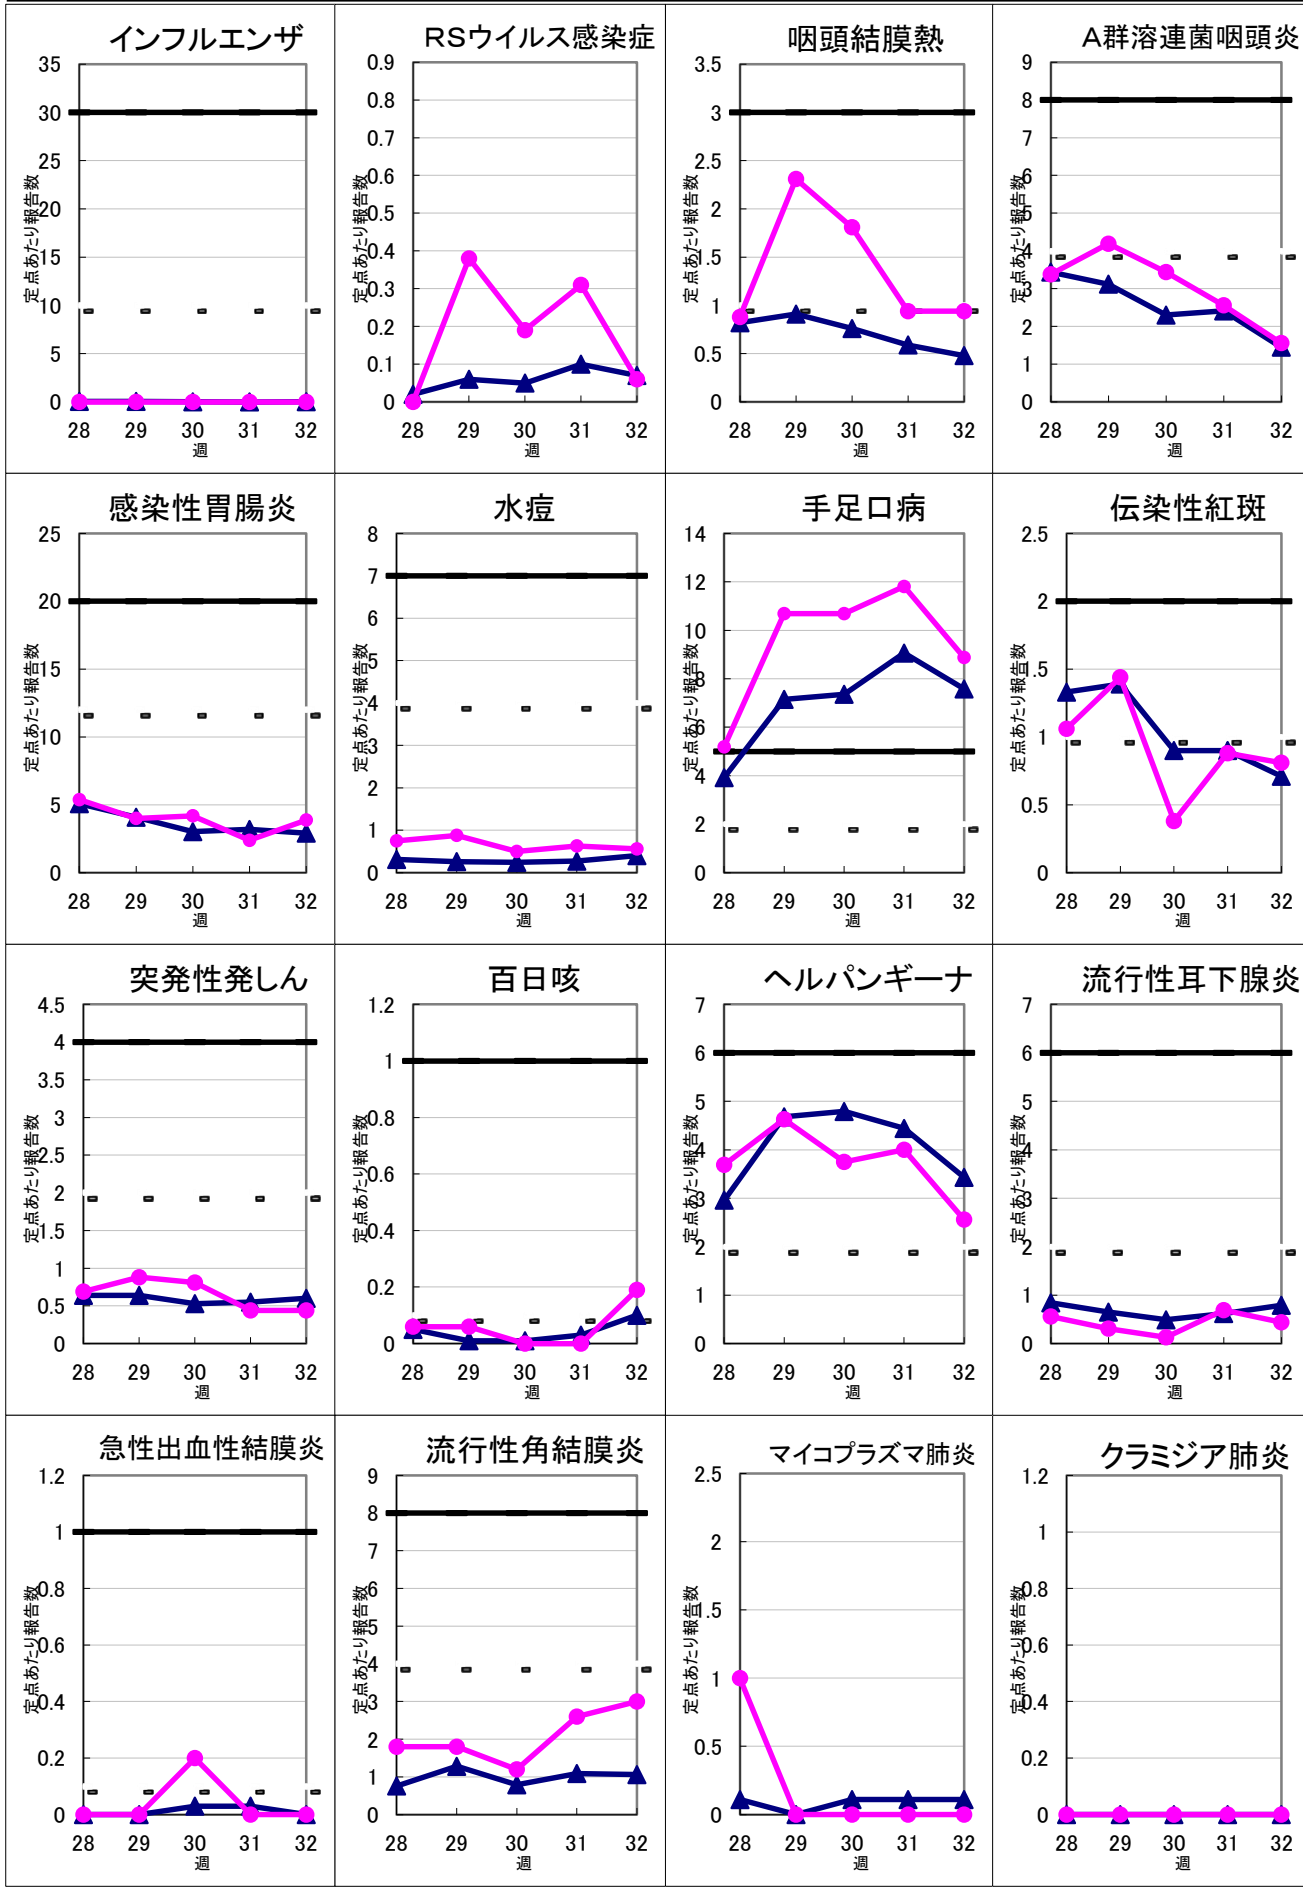 インフルエンザ
35
30
25
20
15
10
5
0
定点あたり報告数
28 29 30 31 32
週
RSウイルス感染症
0.9
0.8
0.7
0.6
0.5
0.4
0.3
0.2
0.1
0
定点あたり報告数
28 29 30 31 32
週
咽頭結膜熱
3.5
3
2.5
2
1.5
1
0.5
0
定点あたり報告数
28 29 30 31 32
週
A群溶連菌咽頭炎
9
8
7
6
5
4
3
2
1
0
定点あたり報告数
28 29 30 31 32
週
感染性胃腸炎
25
20
15
10
5
0
定点あたり報告数
28 29 30 31 32
週
水痘
8
7
6
5
4
3
2
1
0
定点あたり報告数
28 29 30 31 32
週
手足口病
14
12
10
8
6
4
2
0
定点あたり報告数
28 29 30 31 32
週
伝染性紅斑
2.5
2
1.5
1
0.5
0
定点あたり報告数
28 29 30 31 32
週
突発性発しん
4.5
4
3.5
3
2.5
2
1.5
1
0.5
0
定点あたり報告数
28 29 30 31 32
週
百日咳
1.2
1
0.8
0.6
0.4
0.2
0
定点あたり報告数
28 29 30 31 32
週
ヘルパンギーナ
7
6
5
4
3
2
1
0
定点あたり報告数
28 29 30 31 32
週
流行性耳下腺炎
7
6
5
4
3
2
1
0
定点あたり報告数
28 29 30 31 32
週
急性出血性結膜炎
1.2
1
0.8
0.6
0.4
0.2
0
定点あたり報告数
28 29 30 31 32
週
流行性角結膜炎
9
8
7
6
5
4
3
2
1
0
定点あたり報告数
28 29 30 31 32
週
マイコプラズマ肺炎
2.5
2
1.5
1
0.5
0
定点あたり報告数
28 29 30 31 32
週
クラミジア肺炎
1.2
1
0.8
0.6
0.4
0.2
0
定点あたり報告数
28 29 30 31 32
週